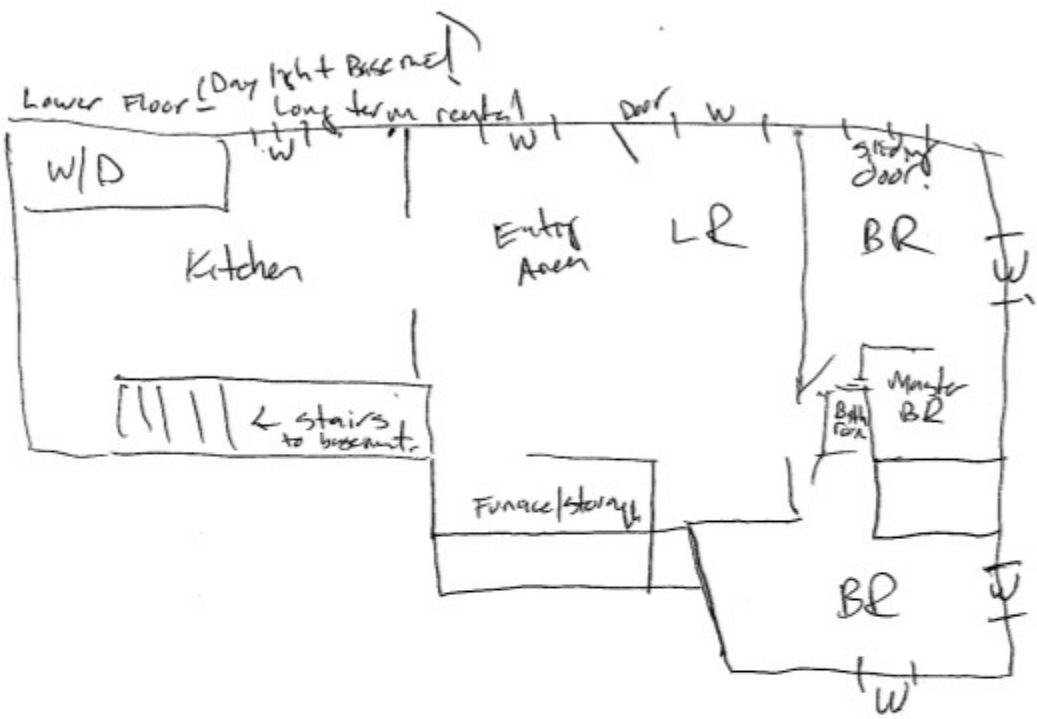 Lower Floor - (Daylight Basement)
Long term rental
W
W
Door
W
sliding
door
W/D
Kitchen
Entry
Area
LR
BR
W
Master
BR
Bath
room
← stairs
to basement
Furnace/storage
BR
W
W